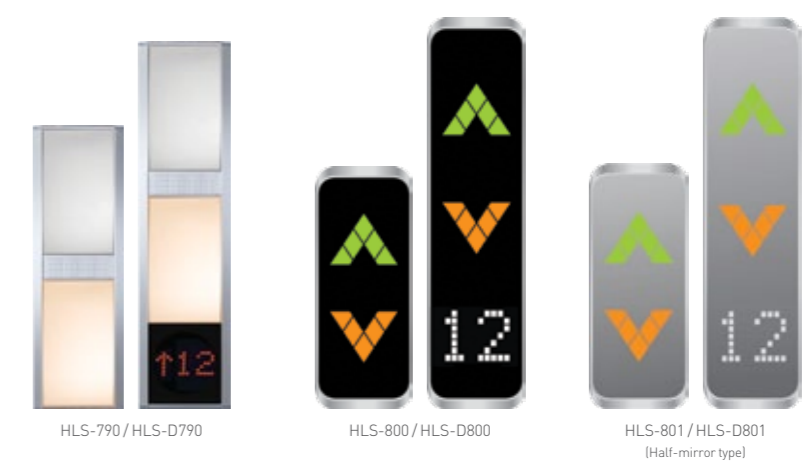 ↑12
12
12
HLS-790 / HLS-D790
HLS-800 / HLS-D800
HLS-801 / HLS-D801
(Half-mirror type)